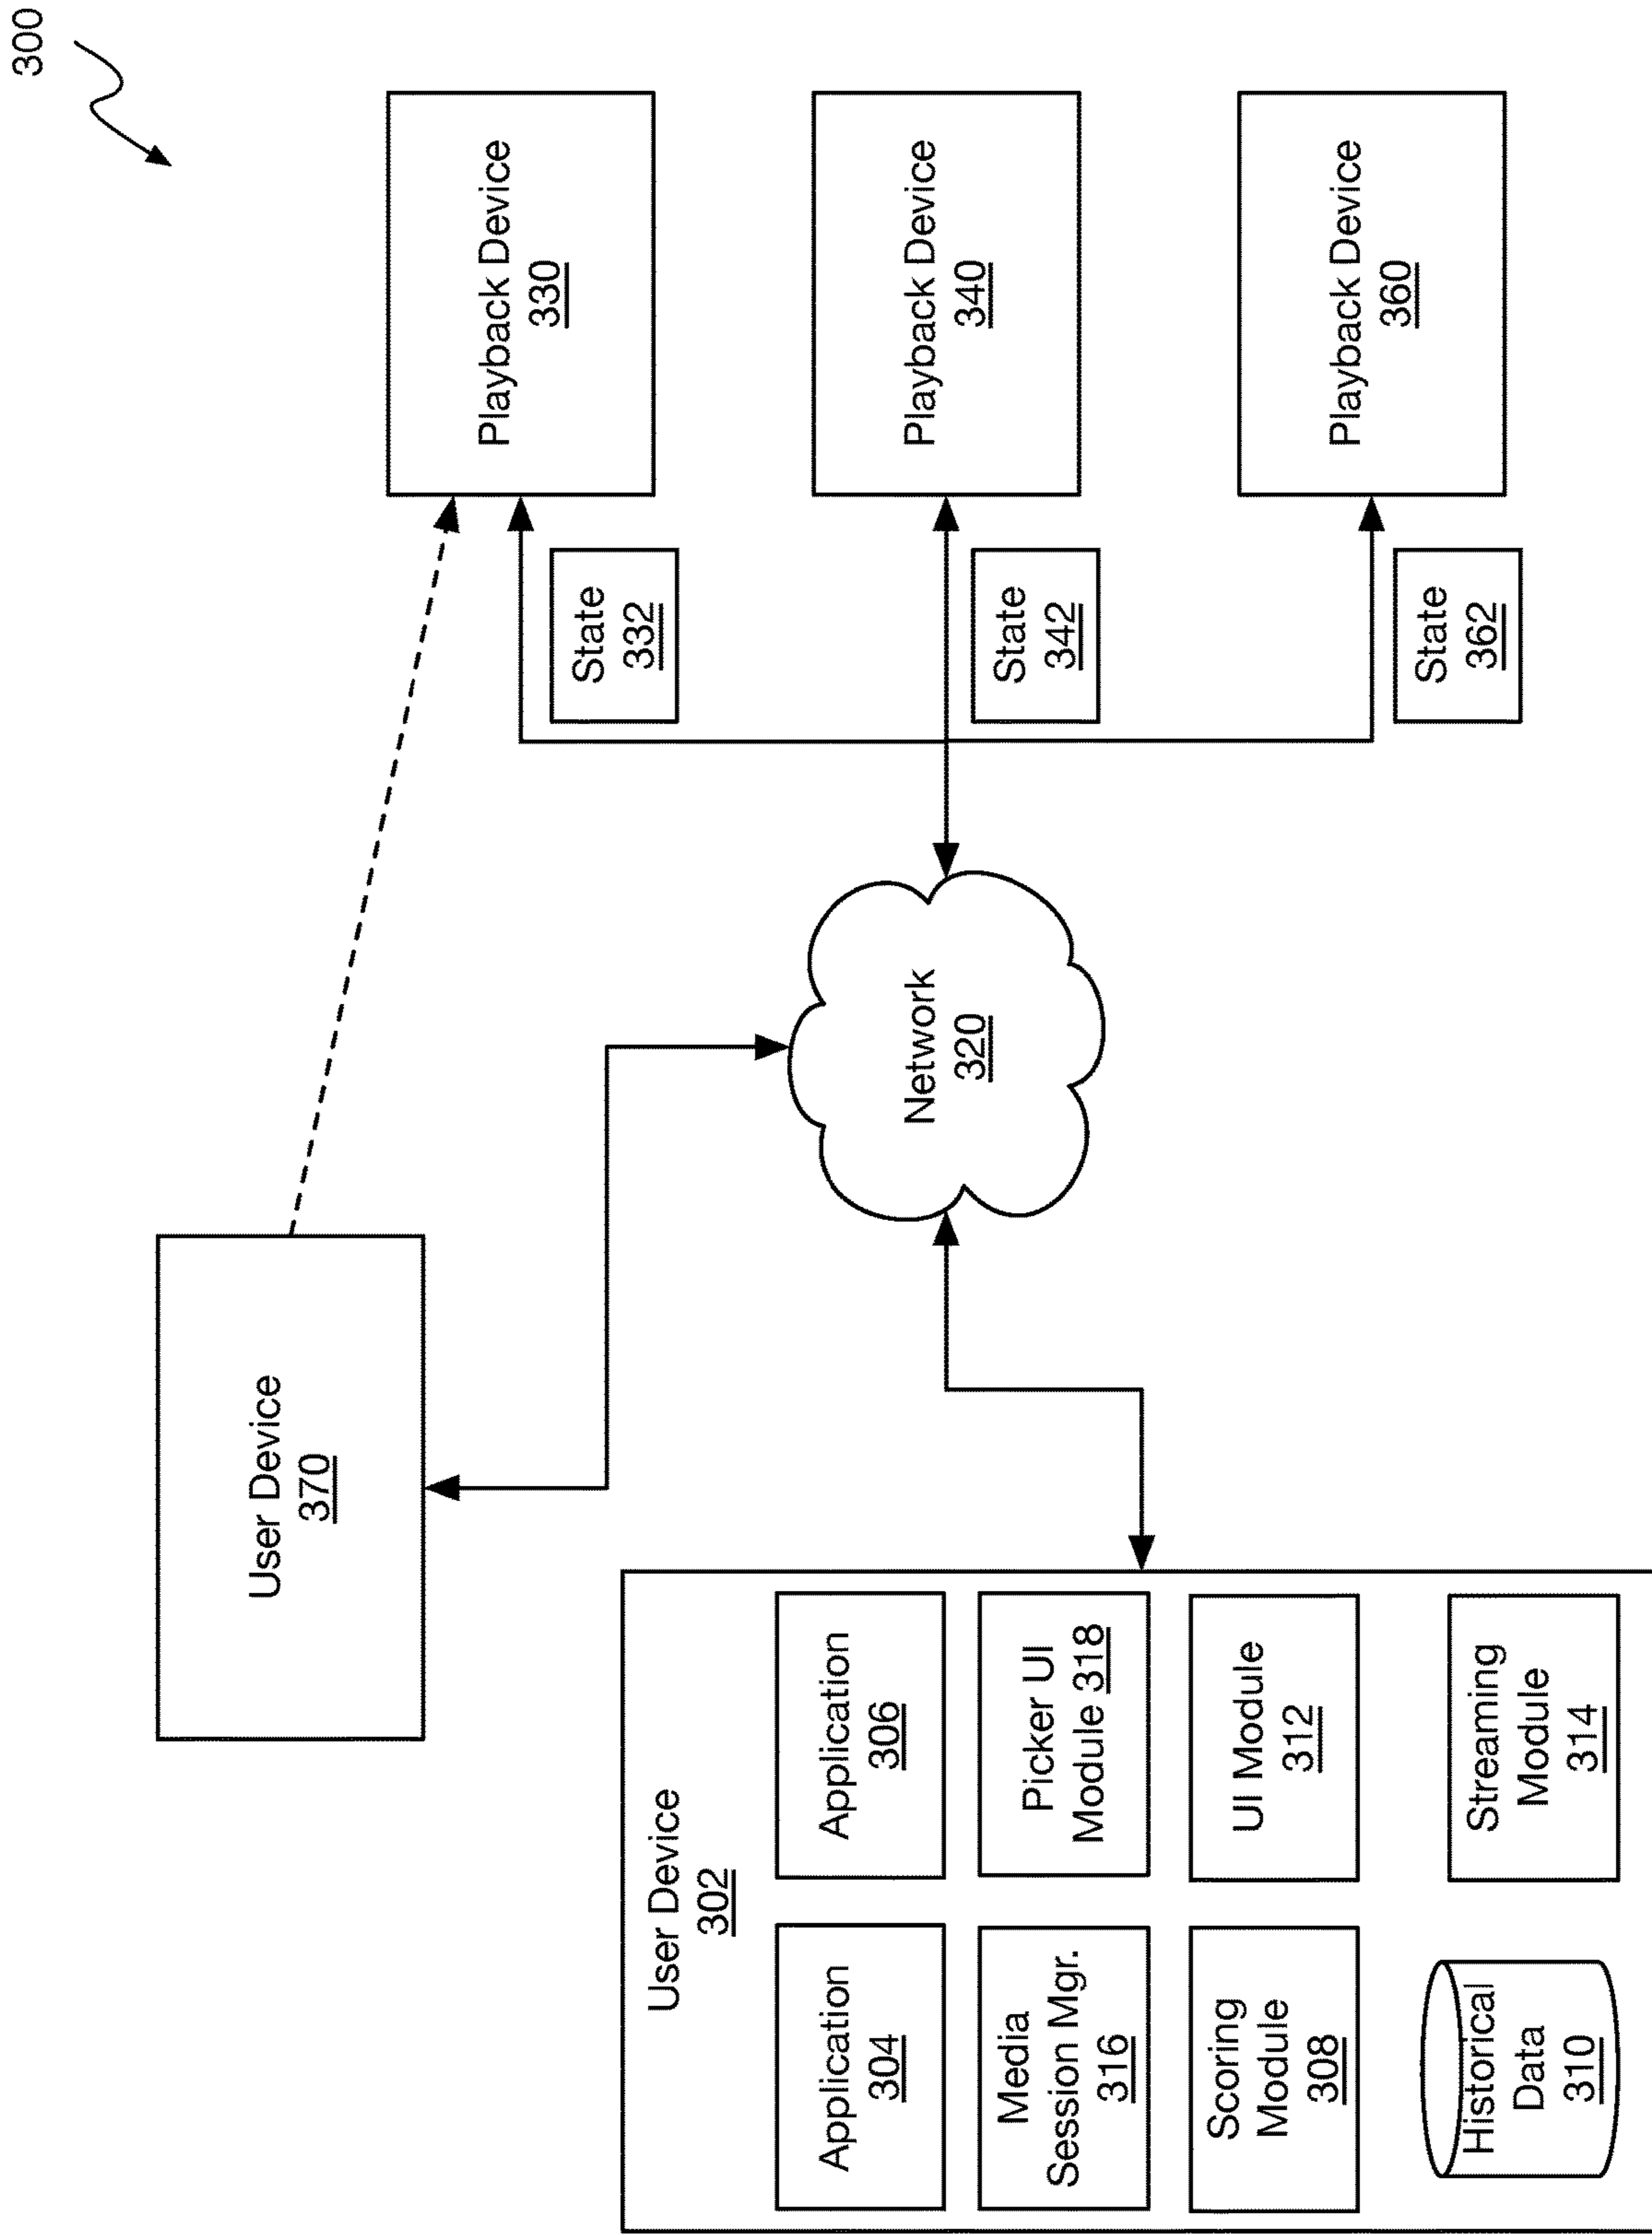 300
User Device
370
User Device
302
Application
304
Application
306
Media
Session Mgr.
316
Picker UI
Module 318
Scoring
Module
308
UI Module
312
Historical
Data
310
Streaming
Module
314
Network
320
State
332
State
342
State
362
Playback Device
330
Playback Device
340
Playback Device
360